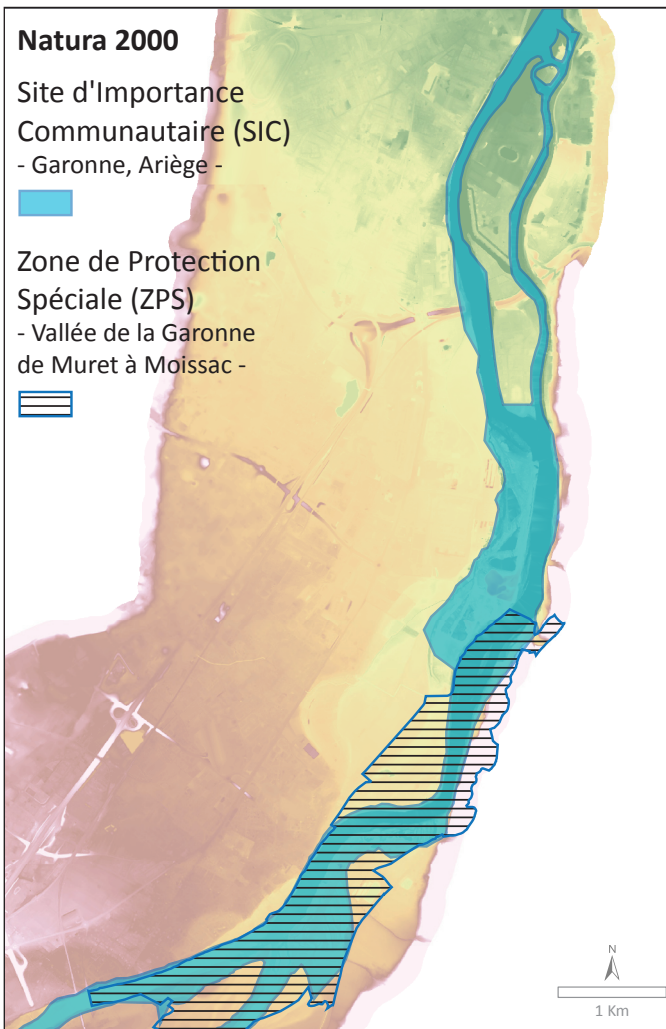 Natura 2000
Site d'Importance
Communautaire (SIC)
- Garonne, Ariège -
Zone de Protection
Spéciale (ZPS)
- Vallée de la Garonne
de Muret à Moissac -
N
1 Km